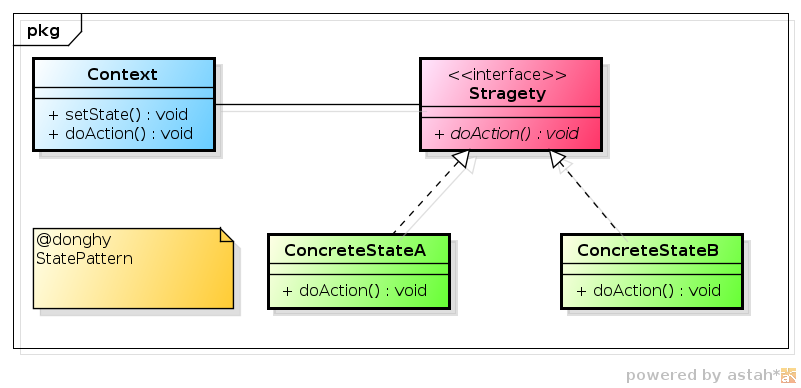 pkg
Context
+ setState() : void
+ doAction() : void
<<interface>>
Stragety
+ doAction() : void
@donghy
StatePattern
ConcreteStateA
+ doAction() : void
ConcreteStateB
+ doAction() : void
powered by astah*